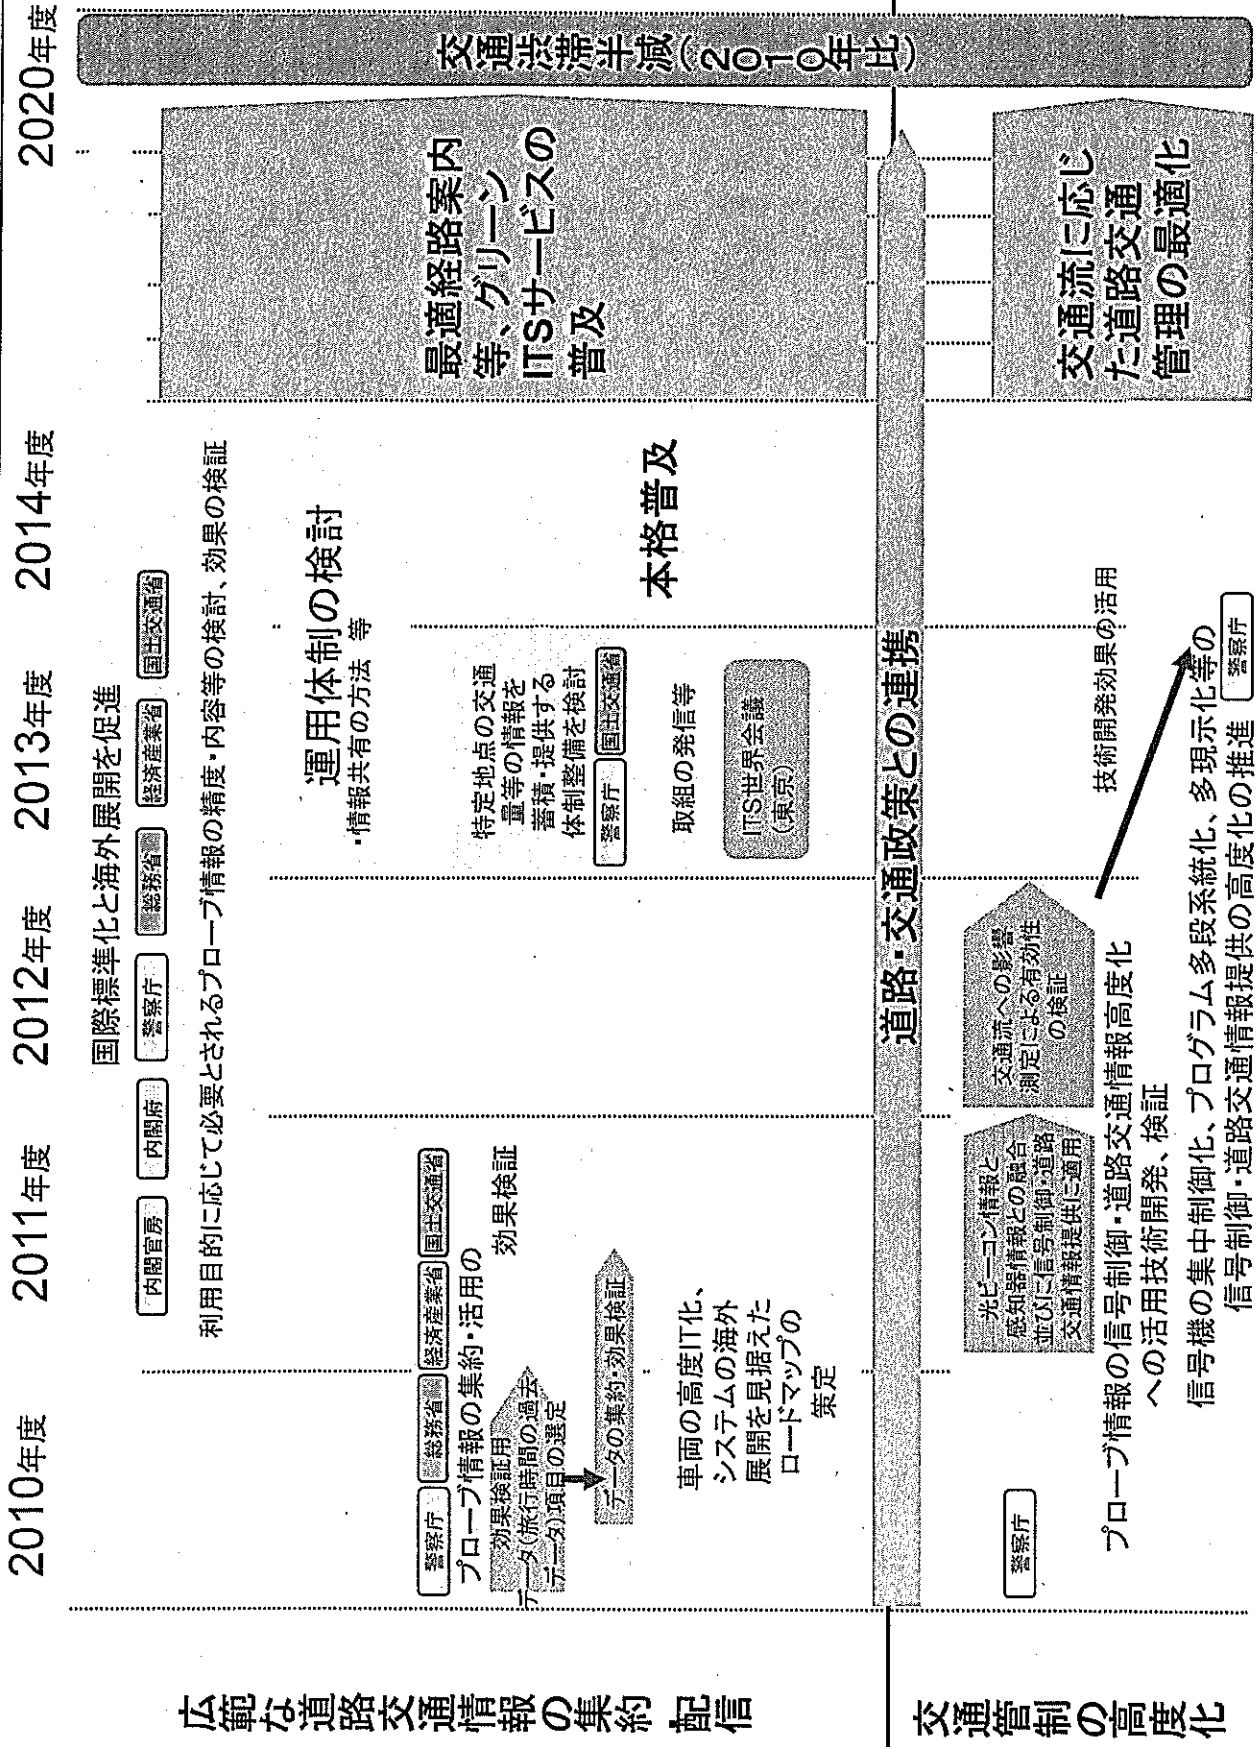 2010年度
2011年度
2012年度
2013年度
2014年度
2020年度
広範な道路交通情報の集約 配信
国際標準化と海外展開を促進
内閣官房
内閣府
警察庁
総務省
経済産業省
国土交通省
利用目的に応じて必要とされるプローブ情報の精度・内容等の検討、効果の検証
運用体制の検討
・情報共有の方法 等
警察庁
総務省
経済産業省
国土交通省
プローブ情報の集約・活用の
効果検証
効果検証用
データ(旅行時間の過去
データ)項目の選定
データの集約・効果検証
車両の高度IT化、
システムの海外
展開を見据えた
ロードマップの
策定
特定地点の交通
量等の情報を
蓄積・提供する
体制整備を検討
警察庁
国土交通省
取組の発信等
ITS世界会議
(東京)
本格普及
最適経路案内
等、グリーン
ITSサービスの
普及
交通渋滞半減(2010年比)
道路・交通政策との連携
交通管制の高度化
警察庁
光ビーコン情報と
感知器情報との融合
並びに信号制御・道路
交通情報提供に適用
交通流への影響
測定による有効性
の検証
プローブ情報の信号制御・道路交通情報高度化
への活用技術開発、検証
技術開発効果の活用
信号機の集中制御化、プログラム多段系統化、多現示化等の
信号制御・道路交通情報提供の高度化の推進
警察庁
交通流に応じ
た道路交通
管理の最適化